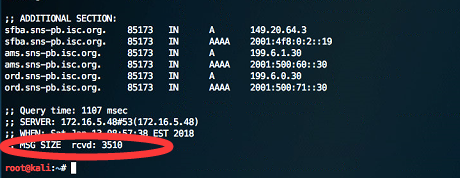 ;; ADDITIONAL SECTION:
sfba.sns-pb.isc.org. 85173 IN A 149.20.64.3
sfba.sns-pb.isc.org. 85173 IN AAAA 2001:4f8:0:2::19
ams.sns-pb.isc.org. 85173 IN A 199.6.1.30
ams.sns-pb.isc.org. 85173 IN AAAA 2001:500:60::30
ord.sns-pb.isc.org. 85173 IN A 199.6.0.30
ord.sns-pb.isc.org. 85173 IN AAAA 2001:500:71::30
;; Query time: 1107 msec
;; SERVER: 172.16.5.48#53(172.16.5.48)
;; WHEN: Sat Jan 13 08:57:38 EST 2018
;; MSG SIZE rcvd: 3510
root@kali:~#